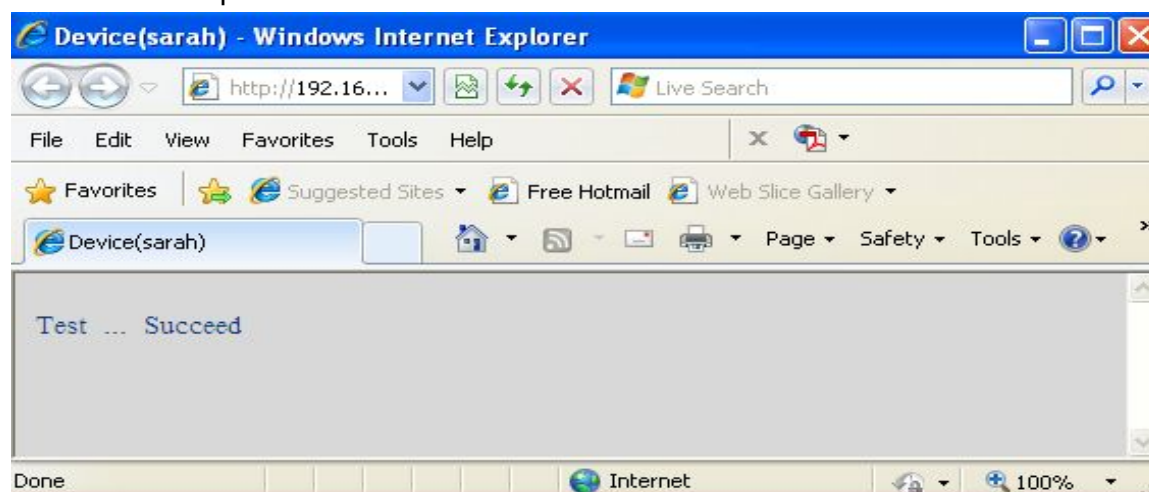 Device(sarah) - Windows Internet Explorer
http://192.16... Live Search
File Edit View Favorites Tools Help
Favorites Suggested Sites Free Hotmail Web Slice Gallery
Device(sarah) Page Safety Tools »
Test ... Succeed
Done Internet 100%